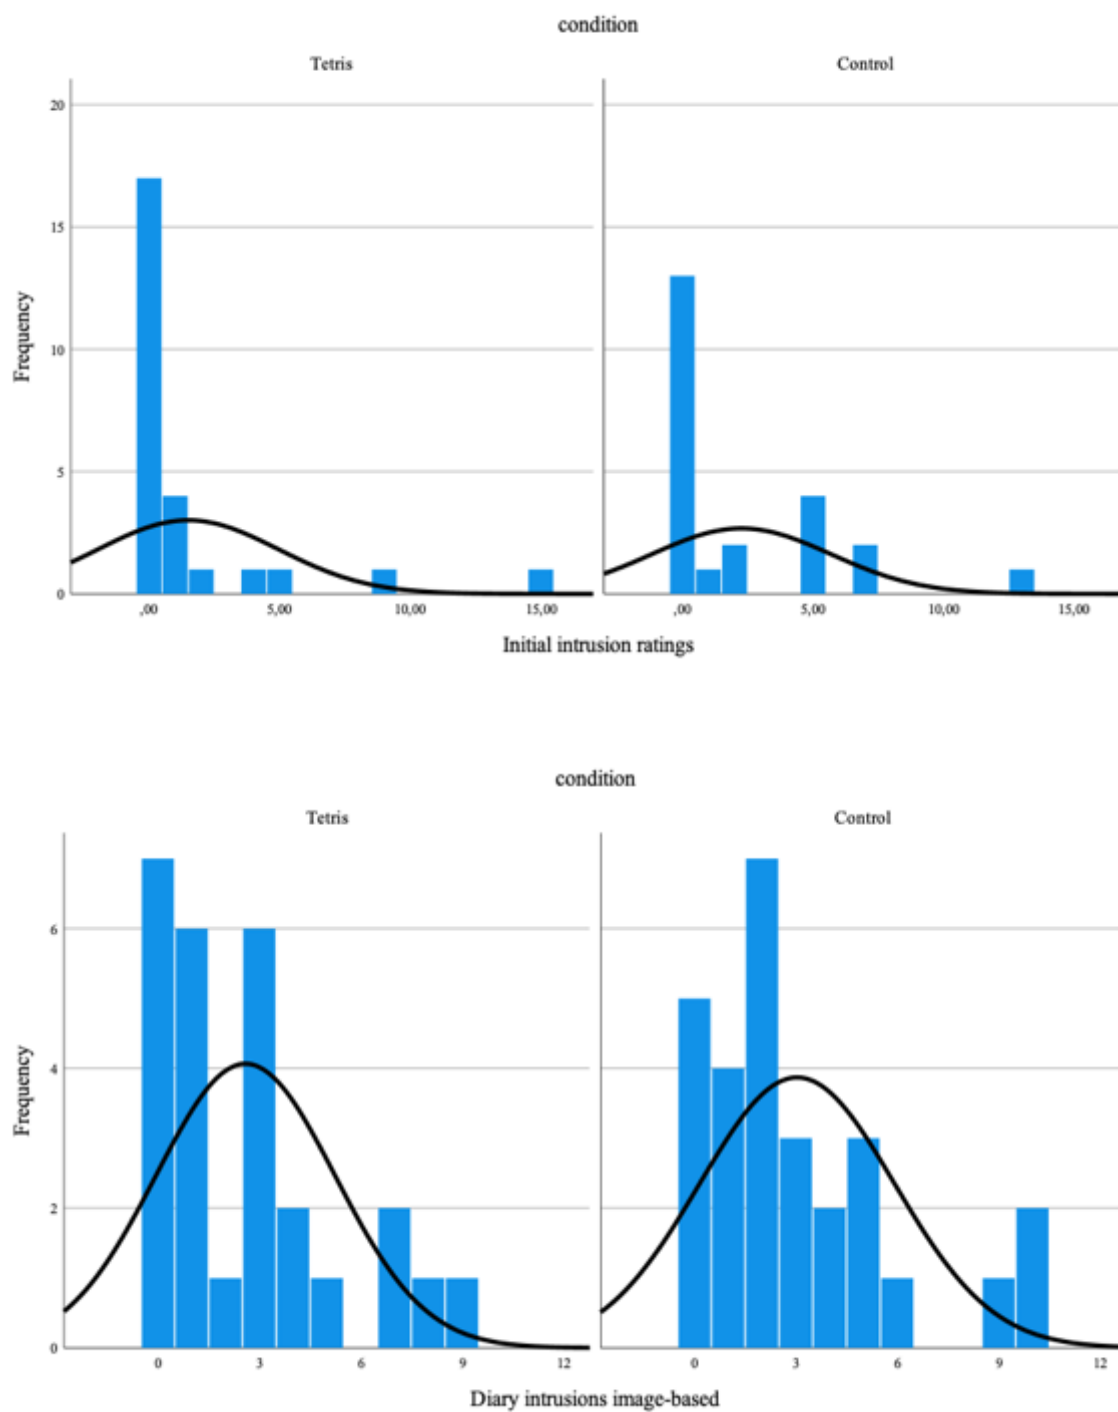 condition
Tetris
Control
20
15
10
5
0
Frequency
,00
5,00
10,00
15,00
,00
5,00
10,00
15,00
Initial intrusion ratings
condition
Tetris
Control
6
4
2
0
Frequency
0
3
6
9
12
0
3
6
9
12
Diary intrusions image-based